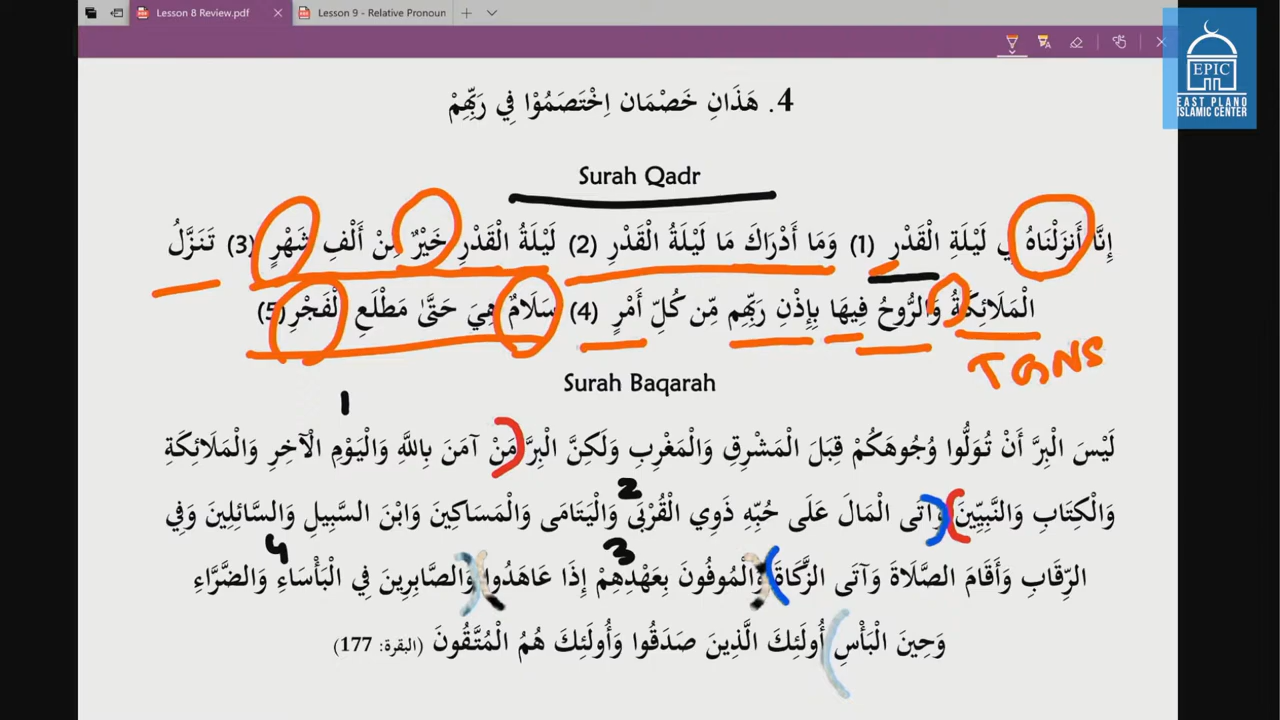 Lesson 8 Review.pdf
Lesson 9 - Relative Pronoun
EPIC
EAST PLANO
ISLAMIC CENTER
4. هَذَانِ خَصْمَان اِخْتَصَمُوْا فِي رَبِّهِمْ
Surah Qadr
إِنَّا أَنزَلْنَاهُ فِي لَيْلَةِ الْقَدْرِ (1) وَمَا أَدْرَاكَ مَا لَيْلَةُ الْقَدْرِ (2) لَيْلَةُ الْقَدْرِ خَيْرٌ مِنْ أَلْفِ شَهْرٍ (3) تَنَزَّلُ
الْمَلَائِكَةُ وَالرُّوحُ فِيهَا بِإِذْنِ رَبِّهِم مِّن كُلِّ أَمْرٍ (4) سَلَامٌ هِيَ حَتَّىٰ مَطْلَعِ الْفَجْرِ (5)
TGNS
Surah Baqarah
1
لَيْسَ الْبِرَّ أَنْ تُوَلُّوا وُجُوهَكُمْ قِبَلَ الْمَشْرِقِ وَالْمَغْرِبِ وَلَكِنَّ الْبِرَّ مَنْ آمَنَ بِاللَّهِ وَالْيَوْمِ الْآخِرِ وَالْمَلَائِكَةِ
2
وَالْكِتَابِ وَالنَّبِيِّينَ وَآتَى الْمَالَ عَلَى حُبِّهِ ذَوِي الْقُرْبَى وَالْيَتَامَى وَالْمَسَاكِينَ وَابْنَ السَّبِيلِ وَالسَّائِلِينَ وَفِي
3 4
الرِّقَابِ وَأَقَامَ الصَّلَاةَ وَآتَى الزَّكَاةَ وَالْمُوفُونَ بِعَهْدِهِمْ إِذَا عَاهَدُوا وَالصَّابِرِينَ فِي الْبَأْسَاءِ وَالضَّرَّاءِ
وَحِينَ الْبَأْسِ أُولَئِكَ الَّذِينَ صَدَقُوا وَأُولَئِكَ هُمُ الْمُتَّقُونَ (البقرة: 177)